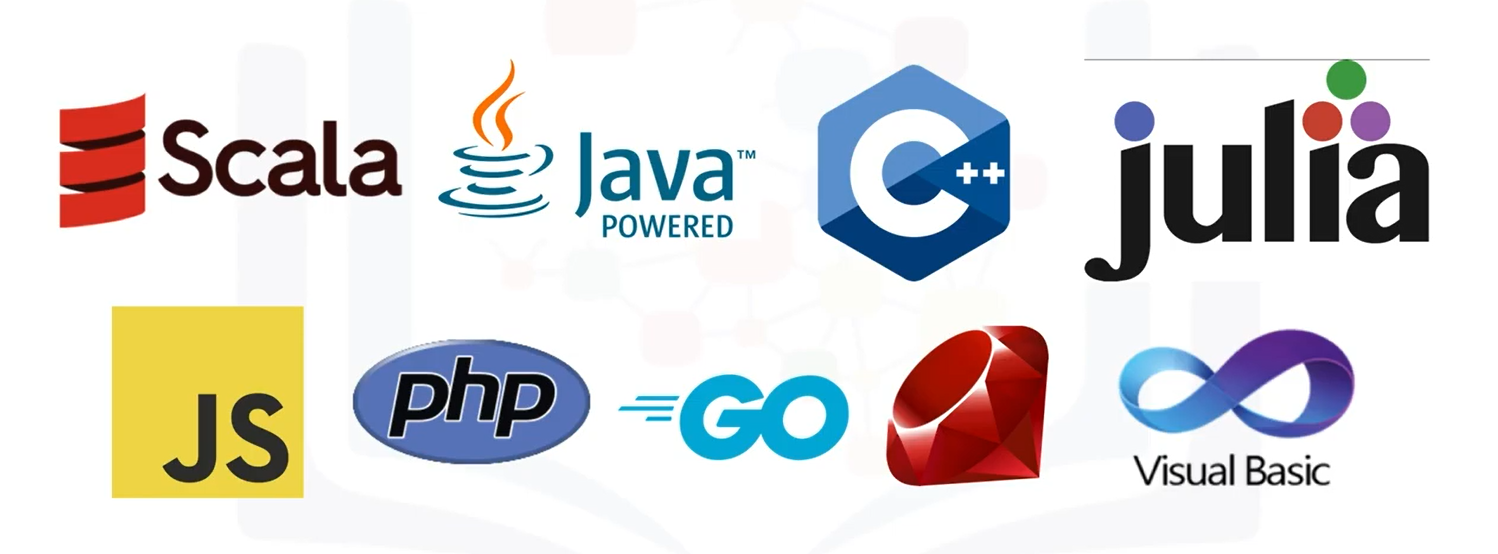 Scala
Java™
POWERED
C++
julia
JS
php
GO
Visual Basic